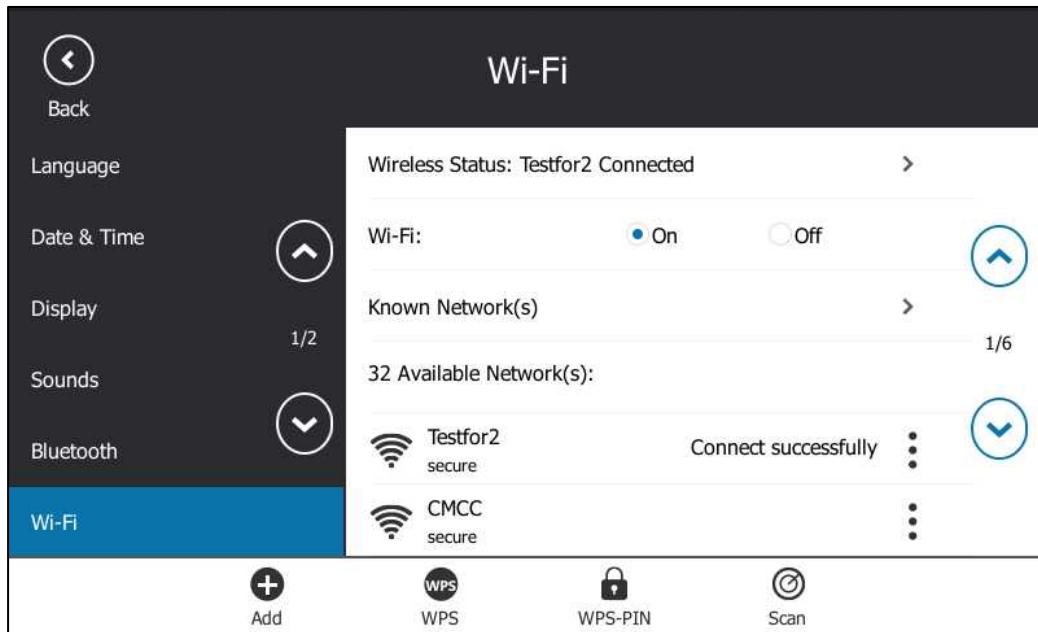 Wi-Fi
Back
Language
Date & Time
Display
1/2
Sounds
Bluetooth
Wi-Fi
Wireless Status: Testfor2 Connected
Wi-Fi: On Off
Known Network(s)
1/6
32 Available Network(s):
Testfor2
secure
Connect successfully
CMCC
secure
Add
WPS
WPS
WPS-PIN
Scan